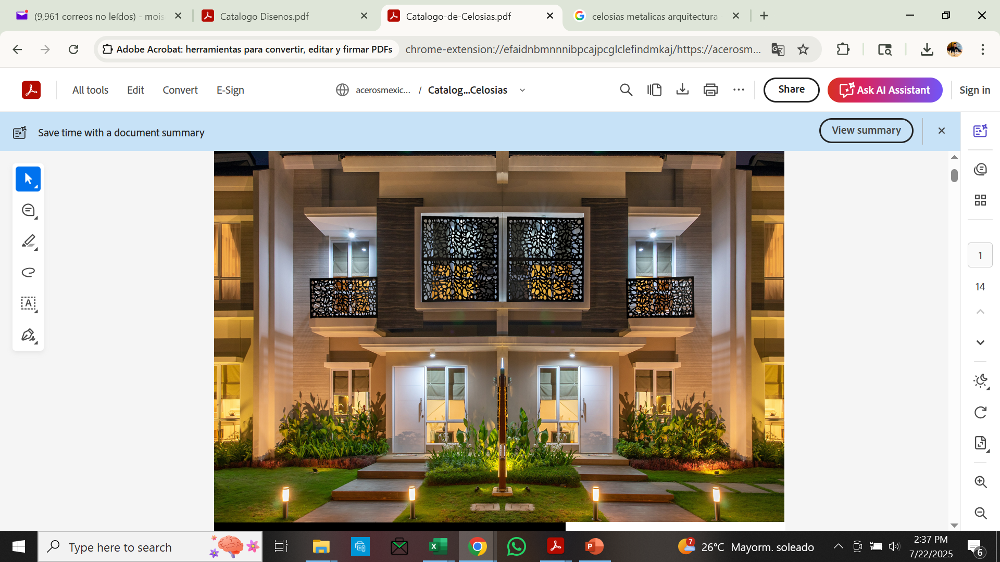 (9,961 correos no leídos) - mois
Catalogo Disenos.pdf
Catalogo-de-Celosias.pdf
celosias metalicas arquitectura -
Adobe Acrobat: herramientas para convertir, editar y firmar PDFs
chrome-extension://efaidnbmnnnibpcajpcglclefindmkaj/https://acerosm...
All tools
Edit
Convert
E-Sign
acerosmexic...
/
Catalog...Celosias
Share
Ask AI Assistant
Sign in
Save time with a document summary
View summary
1
14
Type here to search
7
26°C Mayorm. soleado
2:37 PM
7/22/2025
6